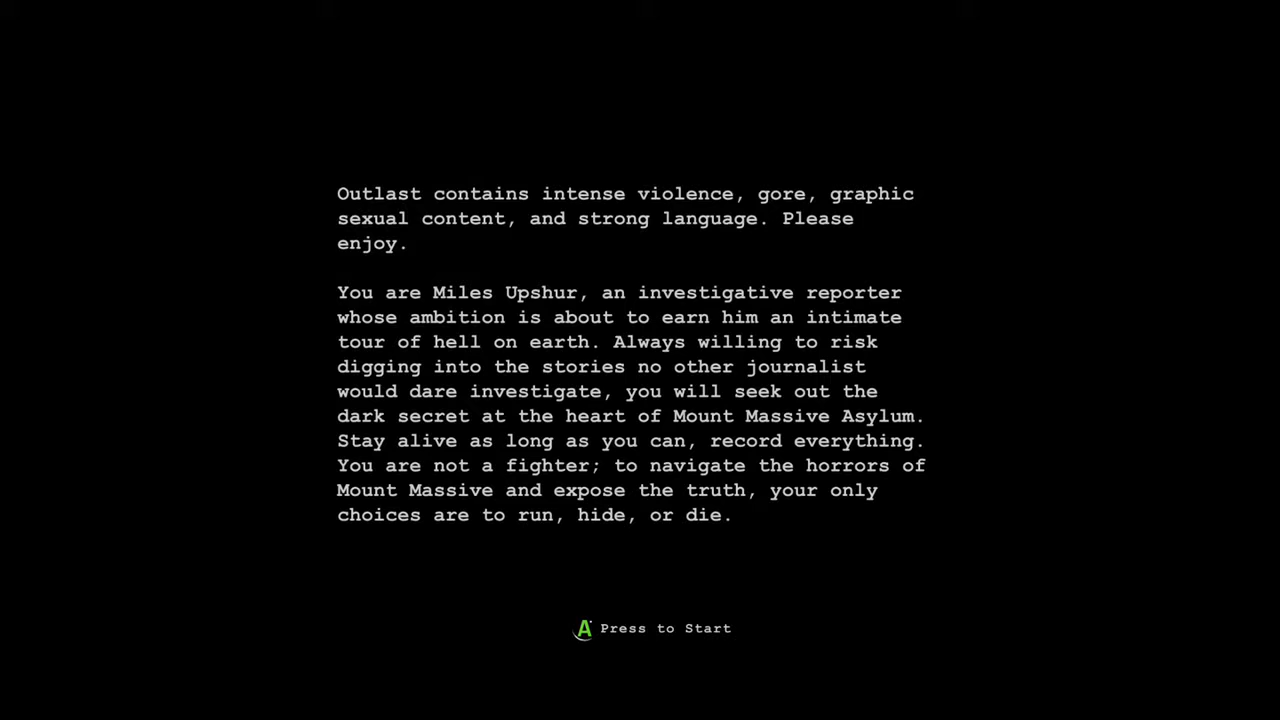 Outlast contains intense violence, gore, graphic
sexual content, and strong language. Please
enjoy.
You are Miles Upshur, an investigative reporter
whose ambition is about to earn him an intimate
tour of hell on earth. Always willing to risk
digging into the stories no other journalist
would dare investigate, you will seek out the
dark secret at the heart of Mount Massive Asylum.
Stay alive as long as you can, record everything.
You are not a fighter; to navigate the horrors of
Mount Massive and expose the truth, your only
choices are to run, hide, or die.
A Press to Start